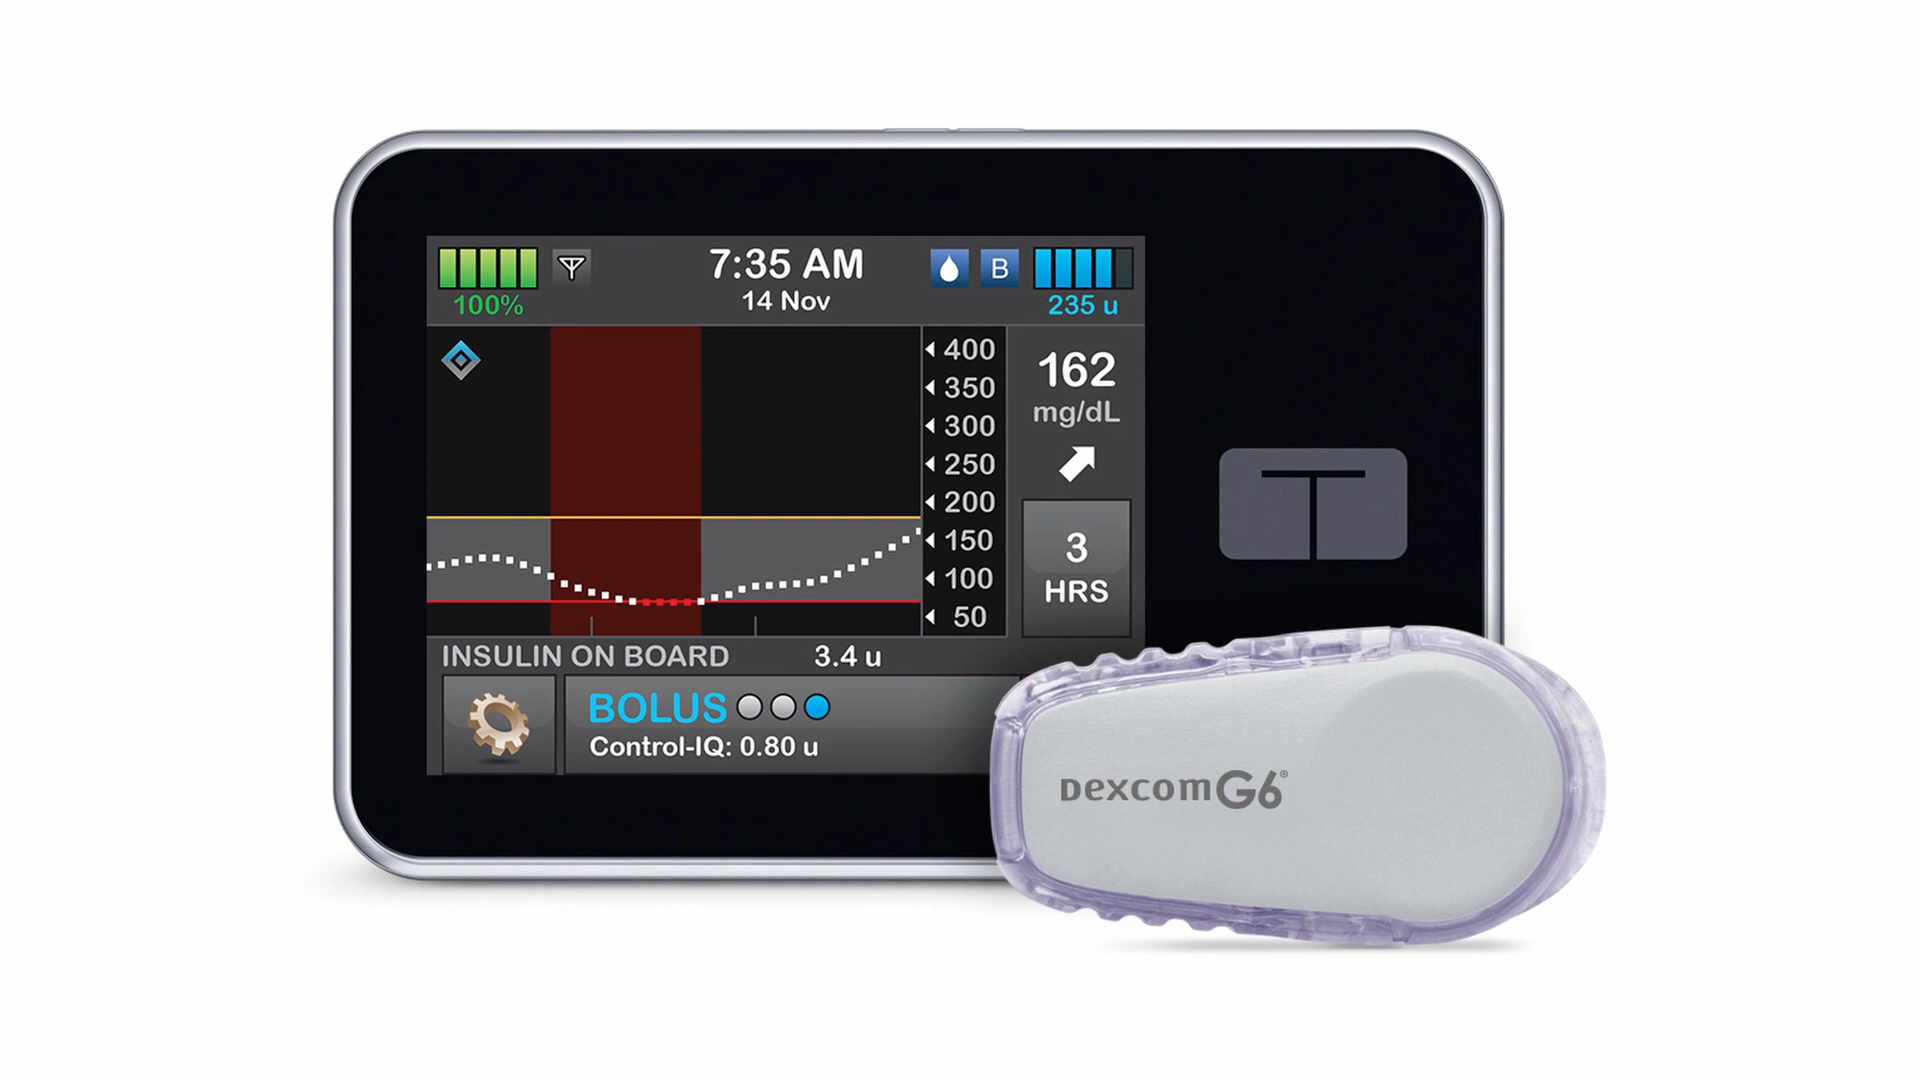 7:35 AM
14 Nov
100%
B
235 u
400
350
300
250
200
150
100
50
162
mg/dL
3
HRS
INSULIN ON BOARD 3.4 u
BOLUS
Control-IQ: 0.80 u
T
DexcomG6®